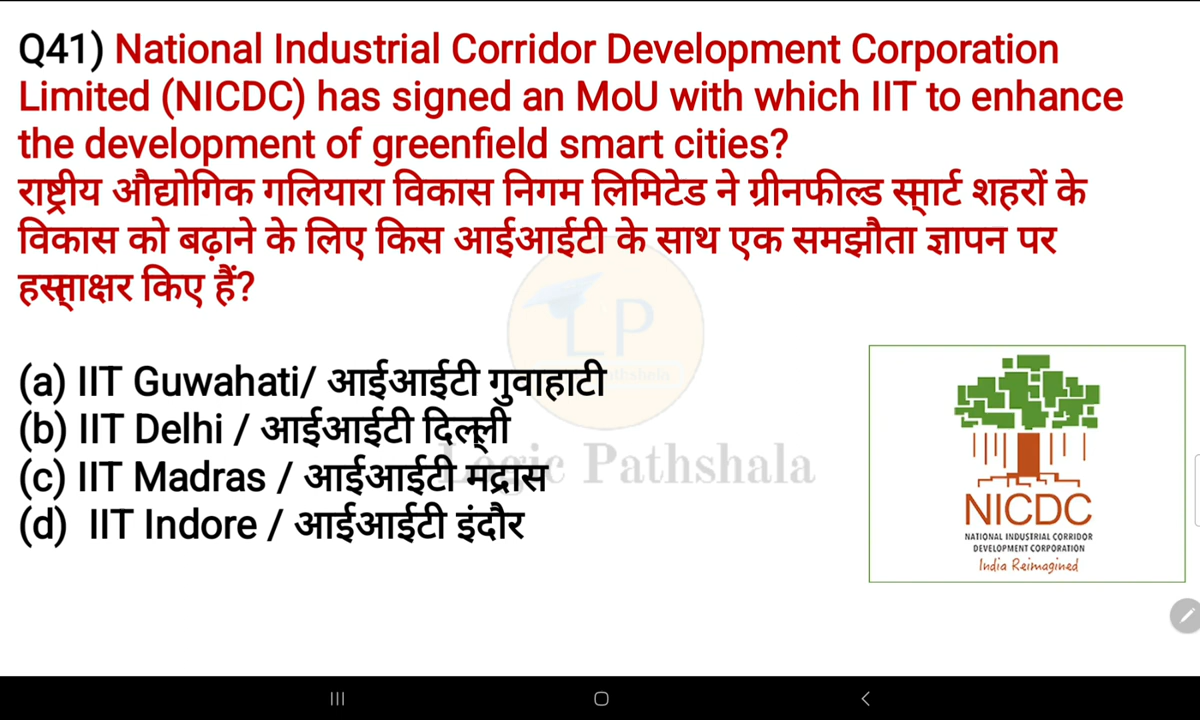 Q41) National Industrial Corridor Development Corporation
Limited (NICDC) has signed an MoU with which IIT to enhance
the development of greenfield smart cities?
राष्ट्रीय औद्योगिक गलियारा विकास निगम लिमिटेड ने ग्रीनफील्ड स्मार्ट शहरों के
विकास को बढ़ाने के लिए किस आईआईटी के साथ एक समझौता ज्ञापन पर
हस्ताक्षर किए हैं?
LP
(a) IIT Guwahati/ आईआईटी गुवाहाटी
(b) IIT Delhi / आईआईटी दिल्ली
Logic Pathshala
(c) IIT Madras / आईआईटी मद्रास
(d) IIT Indore / आईआईटी इंदौर
NICDC
NATIONAL INDUSTRIAL CORRIDOR
DEVELOPMENT CORPORATION
India Reimagined